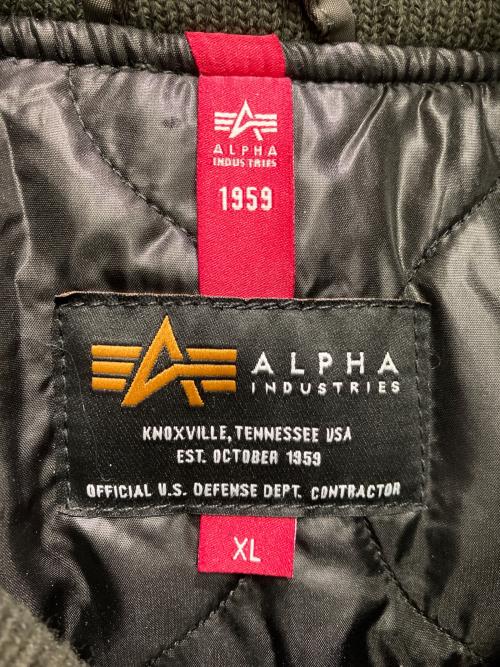 ALPHA
INDUSTRIES
1959
ALPHA
INDUSTRIES
KNOXVILLE, TENNESSEE USA
EST. OCTOBER 1959
OFFICIAL U.S. DEFENSE DEPT. CONTRACTOR
XL